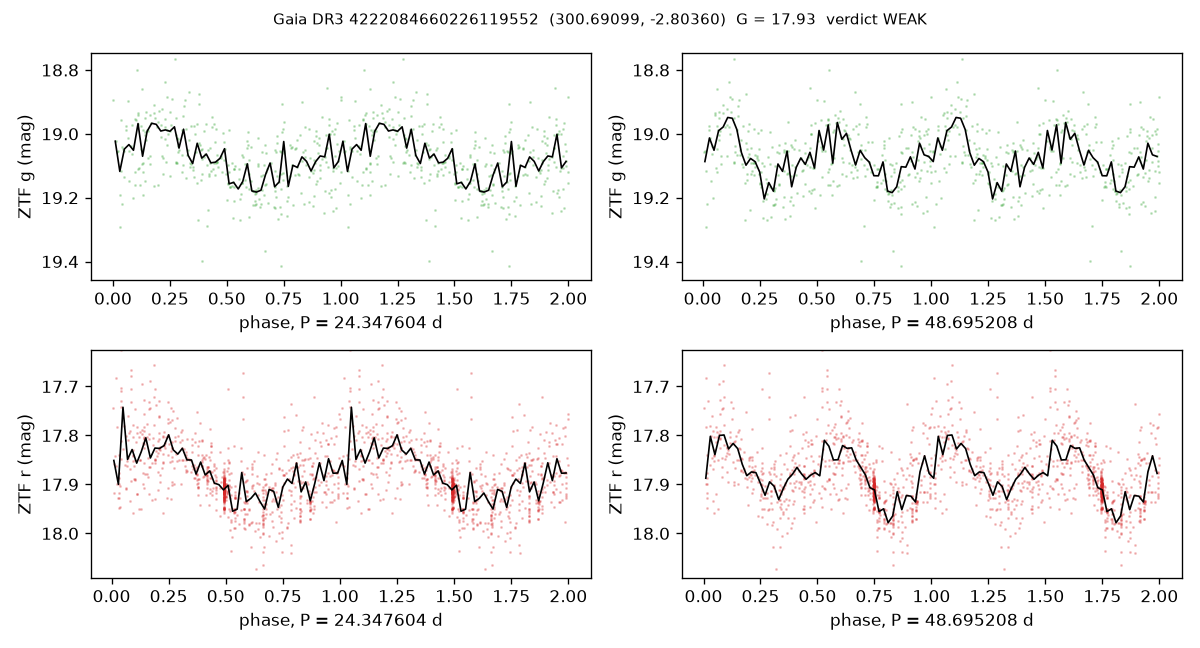 Gaia DR3 4222084660226119552  (300.69099, -2.80360)  G = 17.93  verdict WEAK
ZTF g (mag)
18.8
19.0
19.2
19.4
0.00 0.25 0.50 0.75 1.00 1.25 1.50 1.75 2.00
phase, P = 24.347604 d
ZTF g (mag)
18.8
19.0
19.2
19.4
0.00 0.25 0.50 0.75 1.00 1.25 1.50 1.75 2.00
phase, P = 48.695208 d
ZTF r (mag)
17.7
17.8
17.9
18.0
0.00 0.25 0.50 0.75 1.00 1.25 1.50 1.75 2.00
phase, P = 24.347604 d
ZTF r (mag)
17.7
17.8
17.9
18.0
0.00 0.25 0.50 0.75 1.00 1.25 1.50 1.75 2.00
phase, P = 48.695208 d